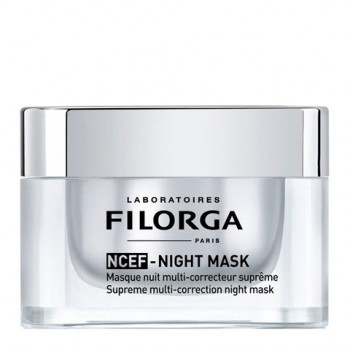 LABORATOIRES
FILORGA
PARIS
NCEF-NIGHT MASK
Masque nuit multi-correcteur suprême
Supreme multi-correction night mask